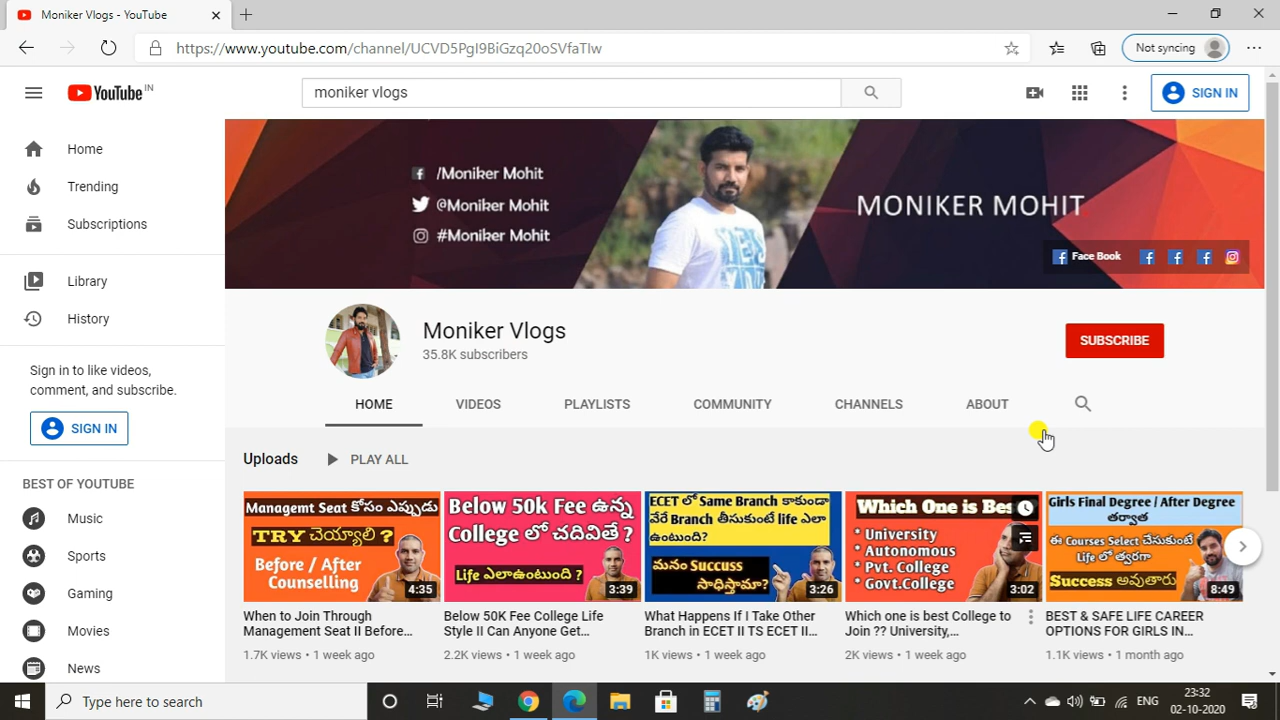 Moniker Vlogs - YouTube
https://www.youtube.com/channel/UCVD5PgI9BiGzq20oSVfaTIw
Not syncing
YouTube IN
moniker vlogs
SIGN IN
Home
Trending
Subscriptions
Library
History
Sign in to like videos,
comment, and subscribe.
SIGN IN
BEST OF YOUTUBE
Music
Sports
Gaming
Movies
News
/Moniker Mohit
@Moniker Mohit
#Moniker Mohit
MONIKER MOHIT
Face Book
Moniker Vlogs
35.8K subscribers
SUBSCRIBE
HOME VIDEOS PLAYLISTS COMMUNITY CHANNELS ABOUT
Uploads PLAY ALL
Managemt Seat కోసం ఎప్పుడు
TRY చెయ్యాలి ?
Before / After
Counselling
4:35
When to Join Through
Management Seat II Before...
1.7K views • 1 week ago
Below 50k Fee ఉన్న
College లో చదివితే ?
Life ఎలాఉంటుంది ?
3:39
Below 50K Fee College Life
Style II Can Anyone Get...
2.2K views • 1 week ago
ECET లో Same Branch కాకుండా
వేరే Branch తీసుకుంటే life ఎలా
ఉంటుంది?
మనం Succuss
సాధిస్తామా?
3:26
What Happens If I Take Other
Branch in ECET II TS ECET II...
1K views • 1 week ago
Which One is Bes
* University
* Autonomous
* Pvt. College
* Govt.College
3:02
Which one is best College to
Join ?? University,...
2K views • 1 week ago
Girls Final Degree / After Degree
తర్వాత
ఈ Courses Select చేసుకుంటే
Life లో త్వరగా
Success అవుతారు
8:49
BEST & SAFE LIFE CAREER
OPTIONS FOR GIRLS IN...
1.1K views • 1 month ago
Type here to search
ENG
23:32
02-10-2020